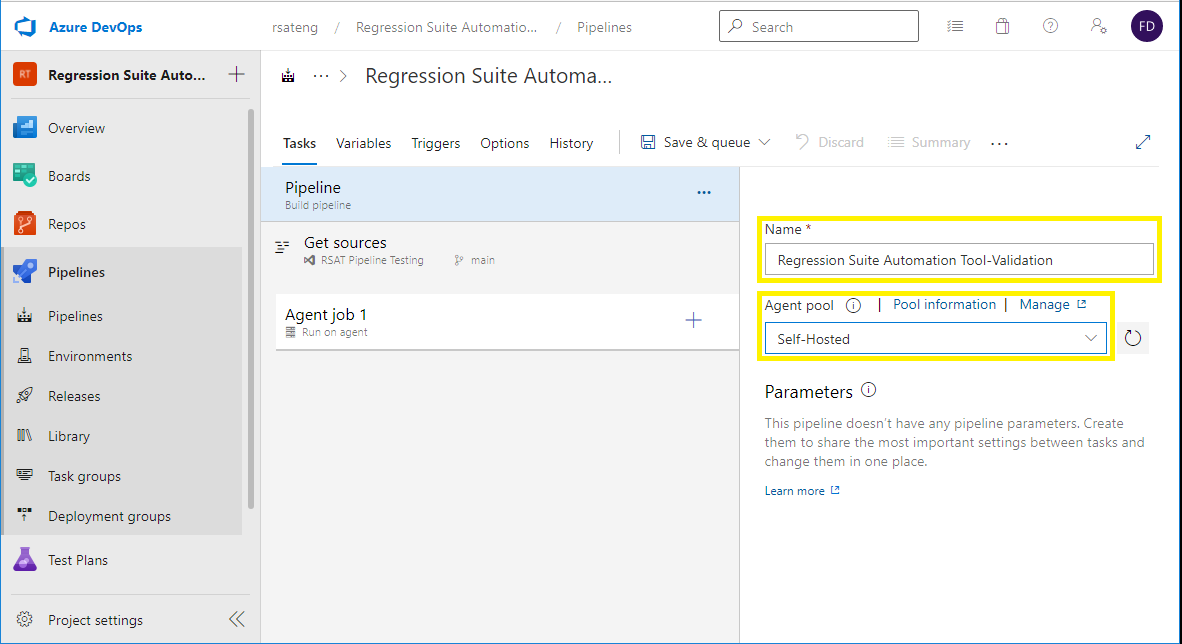 Azure DevOps
rsateng / Regression Suite Automatio... / Pipelines
Search
FD
RT Regression Suite Auto...
Overview
Boards
Repos
Pipelines
Pipelines
Environments
Releases
Library
Task groups
Deployment groups
Test Plans
Project settings
... > Regression Suite Automa...
Tasks Variables Triggers Options History | Save & queue Discard Summary ...
Pipeline ...
Build pipeline
Get sources
RSAT Pipeline Testing main
Agent job 1
Run on agent
Name *
Regression Suite Automation Tool-Validation
Agent pool | Pool information | Manage
Self-Hosted
Parameters
This pipeline doesn't have any pipeline parameters. Create
them to share the most important settings between tasks and
change them in one place.
Learn more